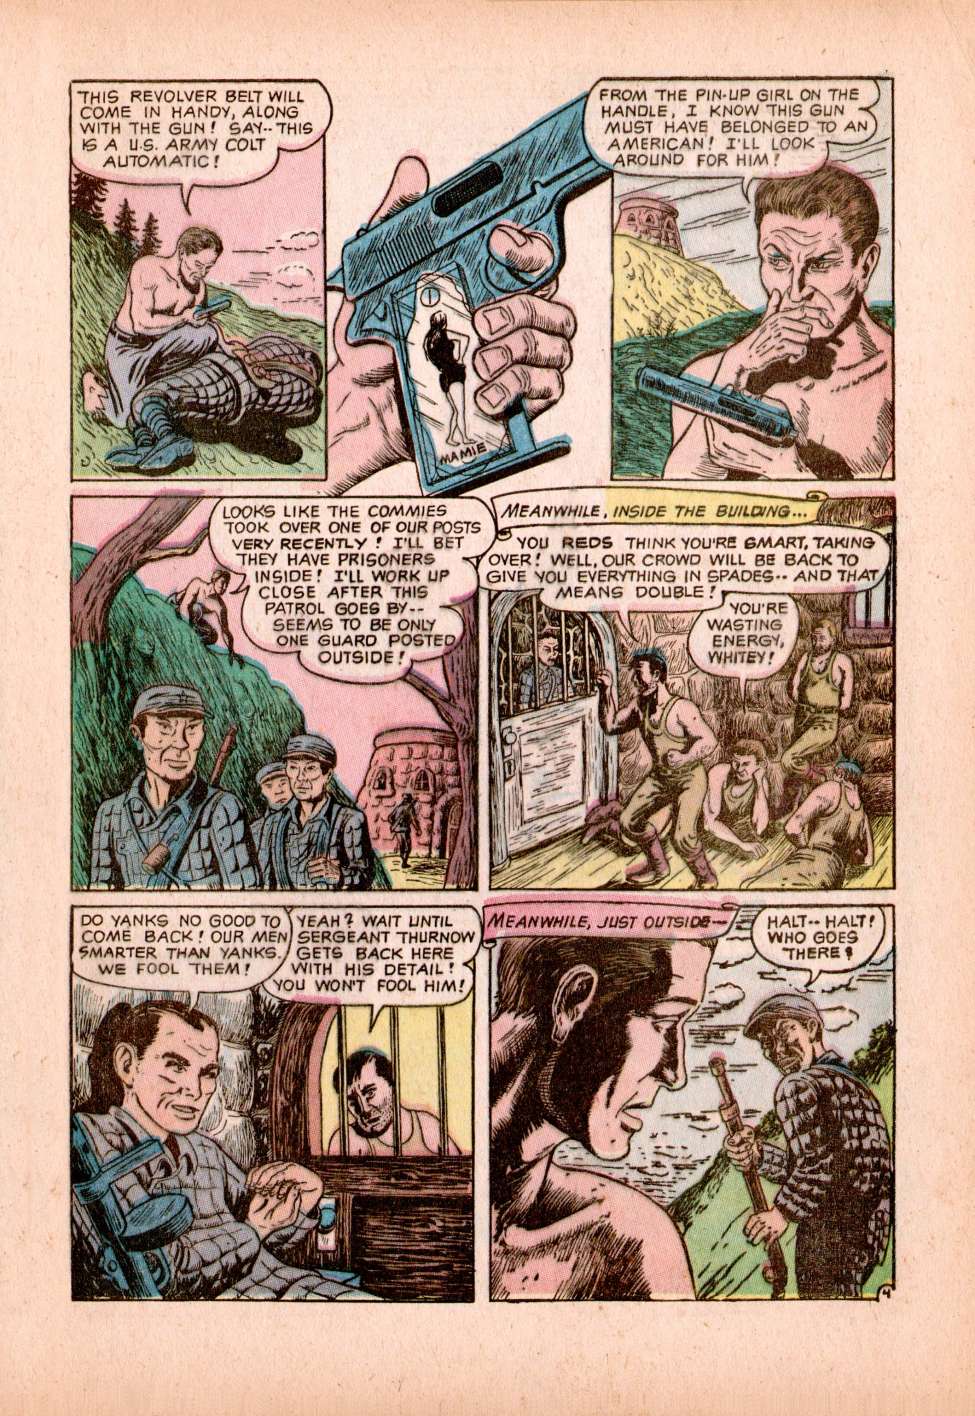 THIS REVOLVER BELT WILL
COME IN HANDY, ALONG
WITH THE GUN! SAY-- THIS
IS A U.S. ARMY COLT
AUTOMATIC!
MAMIE
FROM THE PIN-UP GIRL ON THE
HANDLE, I KNOW THIS GUN
MUST HAVE BELONGED TO AN
AMERICAN! I'LL LOOK
AROUND FOR HIM!
LOOKS LIKE THE COMMIES
TOOK OVER ONE OF OUR POSTS
VERY RECENTLY! I'LL BET
THEY HAVE PRISONERS
INSIDE! I'LL WORK UP
CLOSE AFTER THIS
PATROL GOES BY--
SEEMS TO BE ONLY
ONE GUARD POSTED
OUTSIDE!
MEANWHILE, INSIDE THE BUILDING...
YOU REDS THINK YOU'RE SMART, TAKING
OVER! WELL, OUR CROWD WILL BE BACK TO
GIVE YOU EVERYTHING IN SPADES-- AND THAT
MEANS DOUBLE!
YOU'RE
WASTING
ENERGY,
WHITEY!
DO YANKS NO GOOD TO
COME BACK! OUR MEN
SMARTER THAN YANKS.
WE FOOL THEM!
YEAH? WAIT UNTIL
SERGEANT THURNOW
GETS BACK HERE
WITH HIS DETAIL!
YOU WON'T FOOL HIM!
MEANWHILE, JUST OUTSIDE--
HALT-- HALT!
WHO GOES
THERE?
4